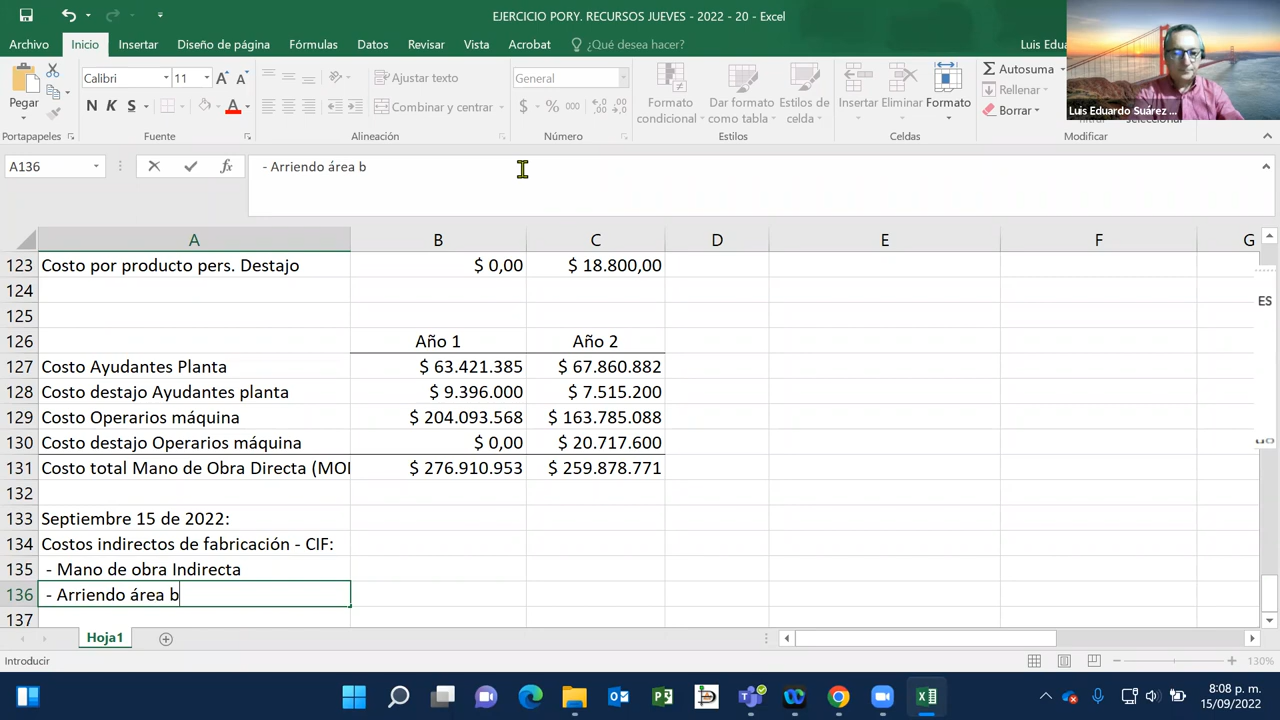 EJERCICIO PORY. RECURSOS JUEVES - 2022 - 20 - Excel
Archivo Inicio Insertar Diseño de página Fórmulas Datos Revisar Vista Acrobat ¿Qué desea hacer? Luis Edu
Pegar
Calibri 11
N K S
Ajustar texto
Combinar y centrar
General
$ % 000
Formato condicional
Dar formato como tabla
Estilos de celda
Insertar Eliminar Formato
Autosuma
Rellenar
Borrar
Luis Eduardo Suárez ...
Portapapeles Fuente Alineación Número Estilos Celdas Modificar
A136 fx - Arriendo área b
A B C D E F G
123 Costo por producto pers. Destajo $ 0,00 $ 18.800,00
124
125
126 Año 1 Año 2
127 Costo Ayudantes Planta $ 63.421.385 $ 67.860.882
128 Costo destajo Ayudantes planta $ 9.396.000 $ 7.515.200
129 Costo Operarios máquina $ 204.093.568 $ 163.785.088
130 Costo destajo Operarios máquina $ 0,00 $ 20.717.600
131 Costo total Mano de Obra Directa (MO $ 276.910.953 $ 259.878.771
132
133 Septiembre 15 de 2022:
134 Costos indirectos de fabricación - CIF:
135 - Mano de obra Indirecta
136 - Arriendo área b
137
ES
Hoja1
Introducir 130%
8:08 p. m.
15/09/2022